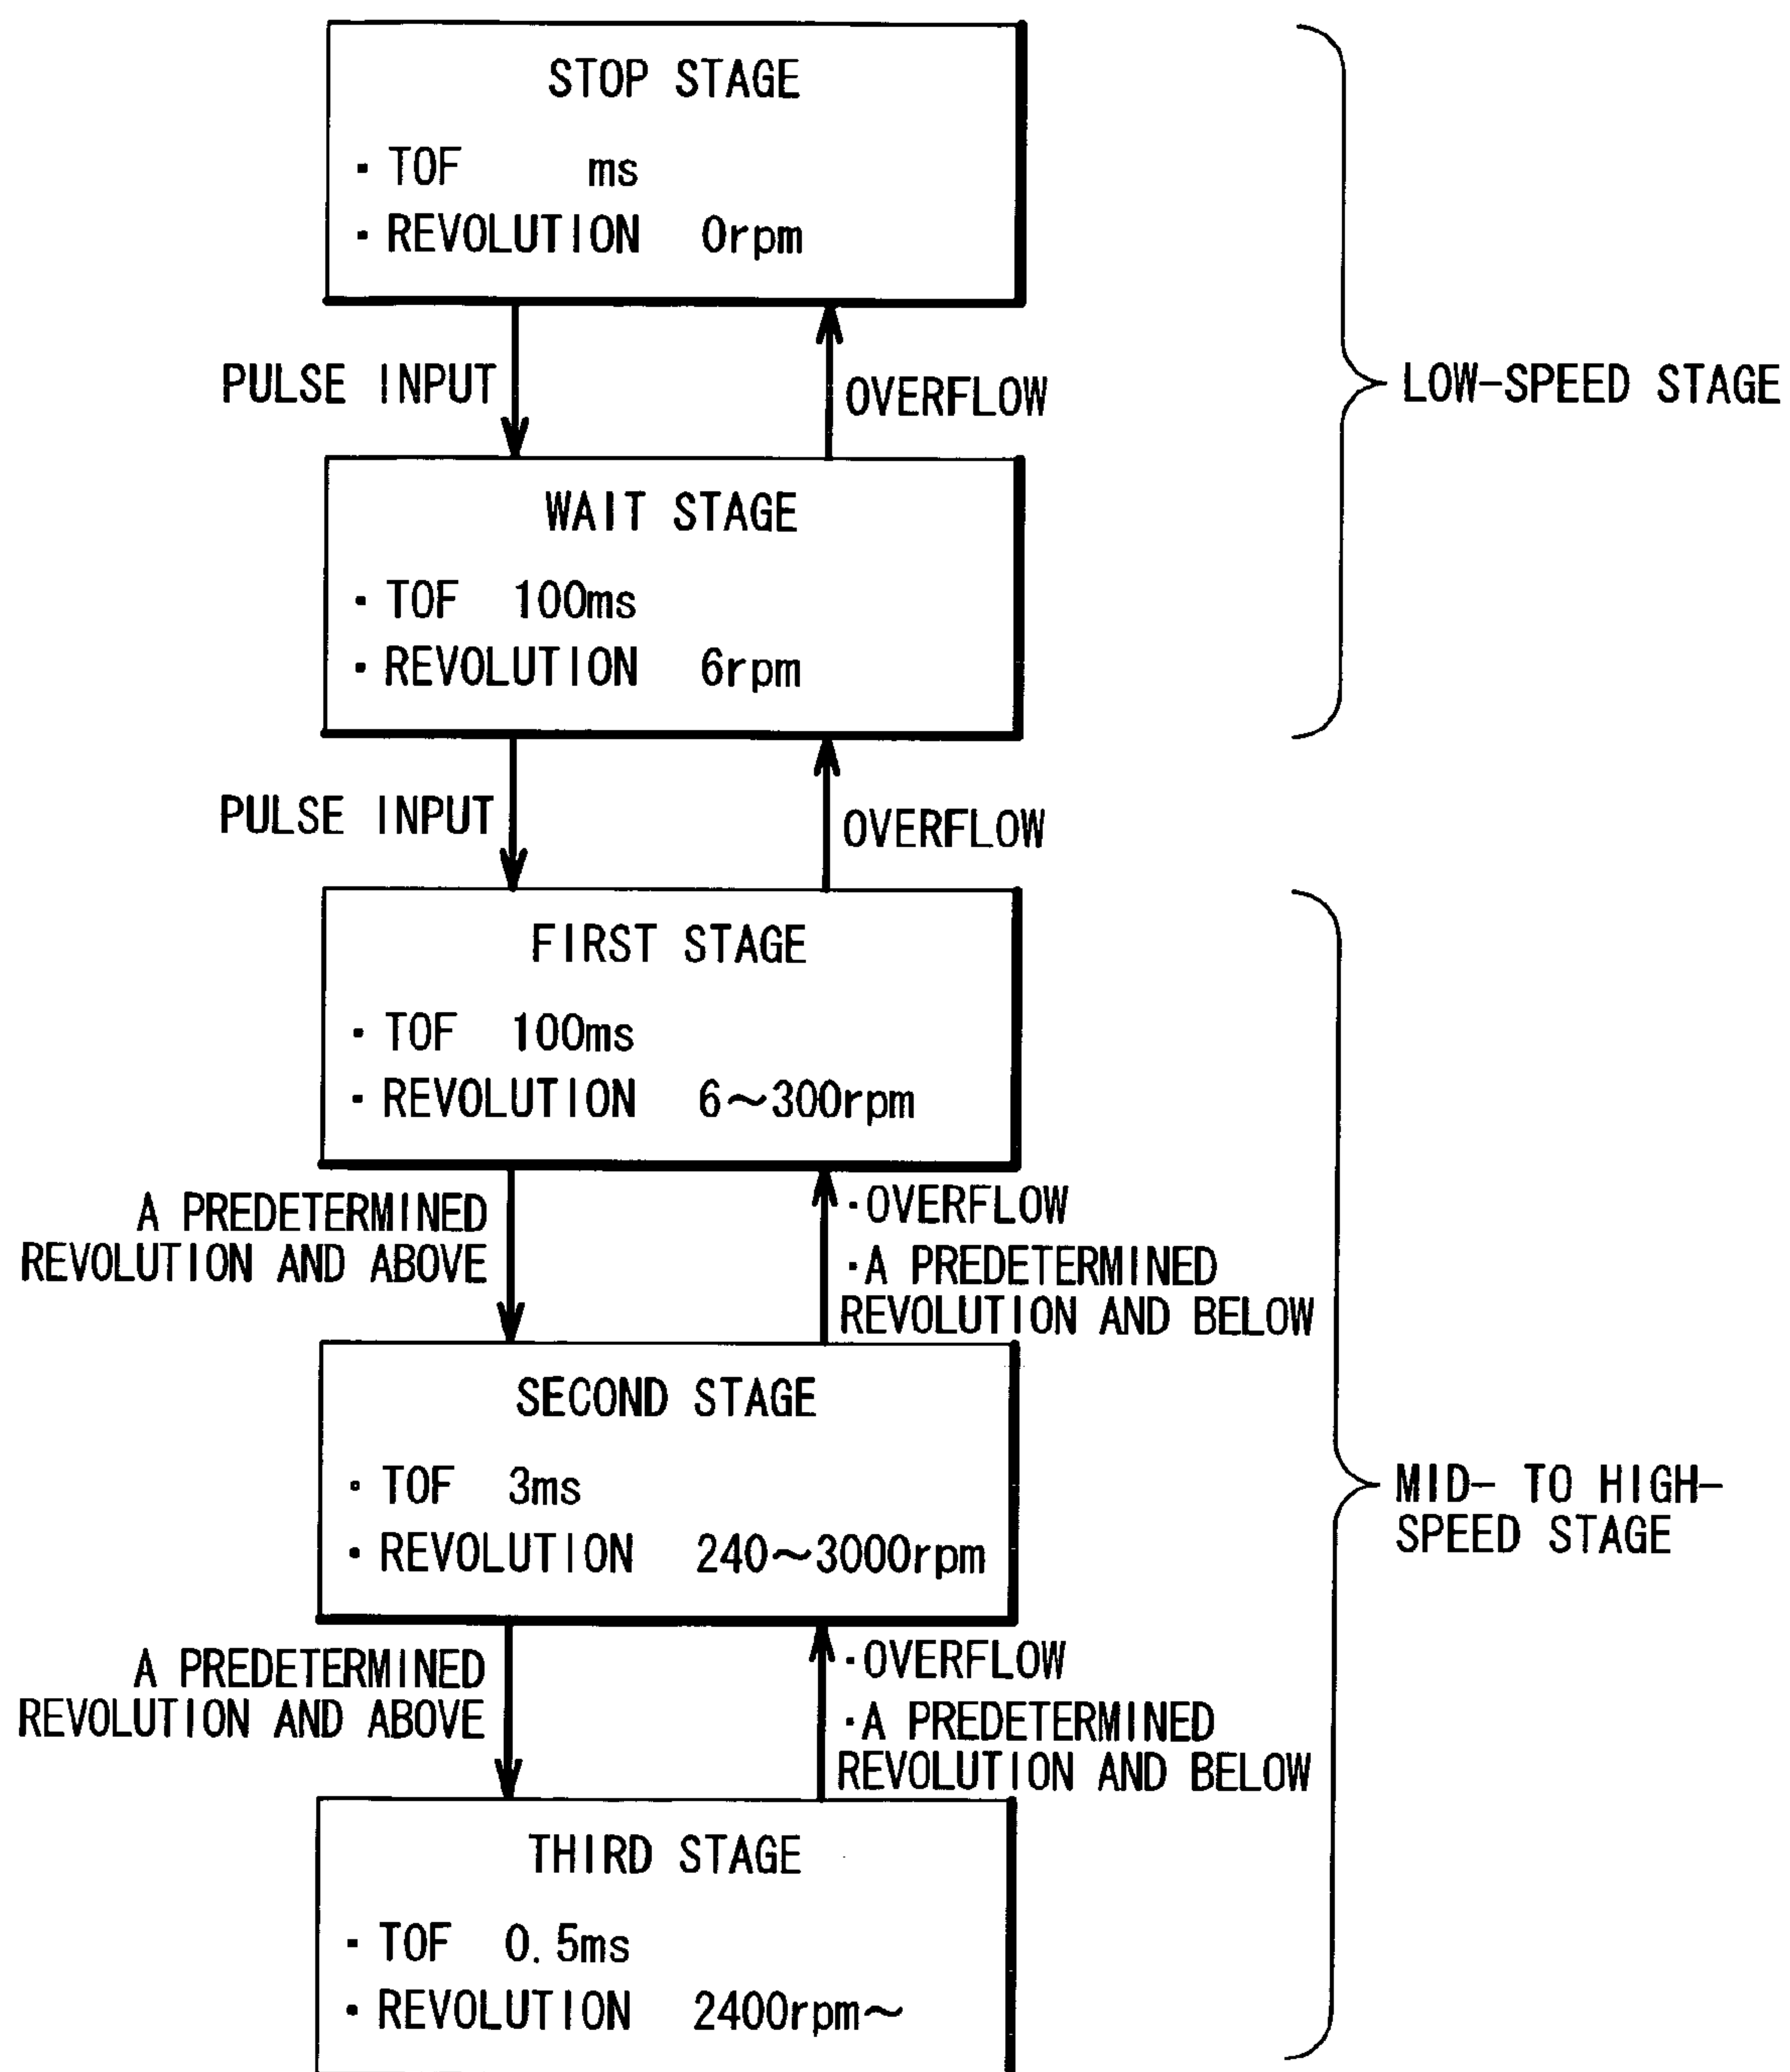 STOP STAGE
· TOF ms
· REVOLUTION 0rpm
PULSE INPUT
OVERFLOW
LOW-SPEED STAGE
WAIT STAGE
· TOF 100ms
· REVOLUTION 6rpm
PULSE INPUT
OVERFLOW
FIRST STAGE
· TOF 100ms
· REVOLUTION 6~300rpm
A PREDETERMINED
REVOLUTION AND ABOVE
·OVERFLOW
·A PREDETERMINED
REVOLUTION AND BELOW
SECOND STAGE
· TOF 3ms
· REVOLUTION 240~3000rpm
MID- TO HIGH-
SPEED STAGE
A PREDETERMINED
REVOLUTION AND ABOVE
·OVERFLOW
·A PREDETERMINED
REVOLUTION AND BELOW
THIRD STAGE
· TOF 0.5ms
· REVOLUTION 2400rpm~